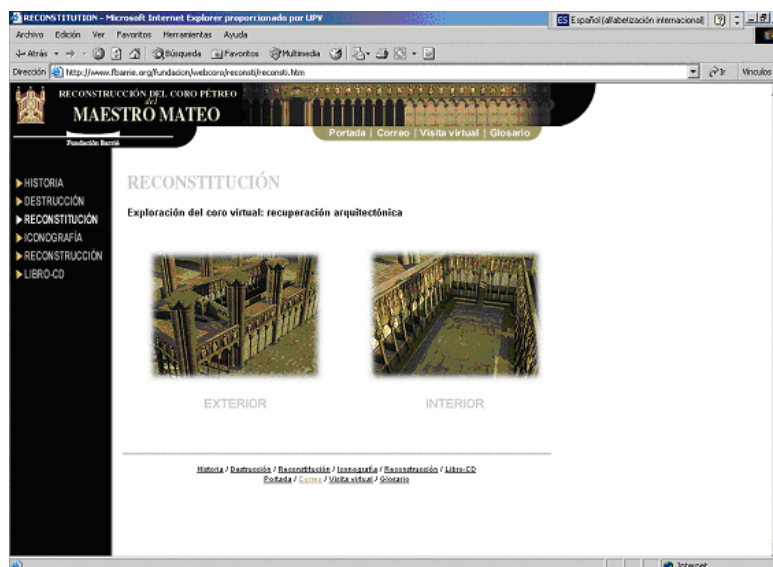 RECONSTITUTION - Microsoft Internet Explorer proporcionado por UPV
ES Español (alfabetización internacional)
Archivo Edición Ver Favoritos Herramientas Ayuda
Atrás Búsqueda Favoritos Multimedia
Dirección http://www.fbarrie.org/fundacion/webcoro/reconsti/reconsti.htm Ir Vínculos
RECONSTRUCCIÓN DEL CORO PÉTREO
del
MAESTRO MATEO
Fundación Barrié
Portada | Correo | Visita virtual | Glosario
HISTORIA
DESTRUCCIÓN
RECONSTITUCIÓN
ICONOGRAFÍA
RECONSTRUCCIÓN
LIBRO-CD
RECONSTITUCIÓN
Exploración del coro virtual: recuperación arquitectónica
EXTERIOR
INTERIOR
Historia / Destrucción / Reconstitución / Iconografía / Reconstrucción / Libro-CD
Portada / Correo / Visita virtual / Glosario
Internet